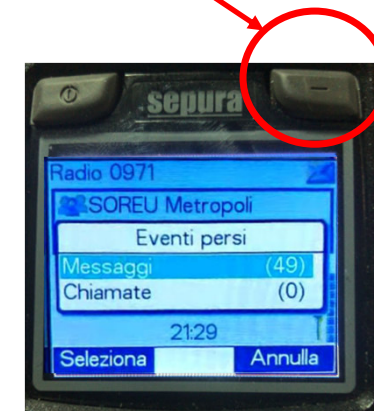 sepura
Radio 0971
SOREU Metropoli
Eventi persi
Messaggi (49)
Chiamate (0)
21:29
Seleziona Annulla